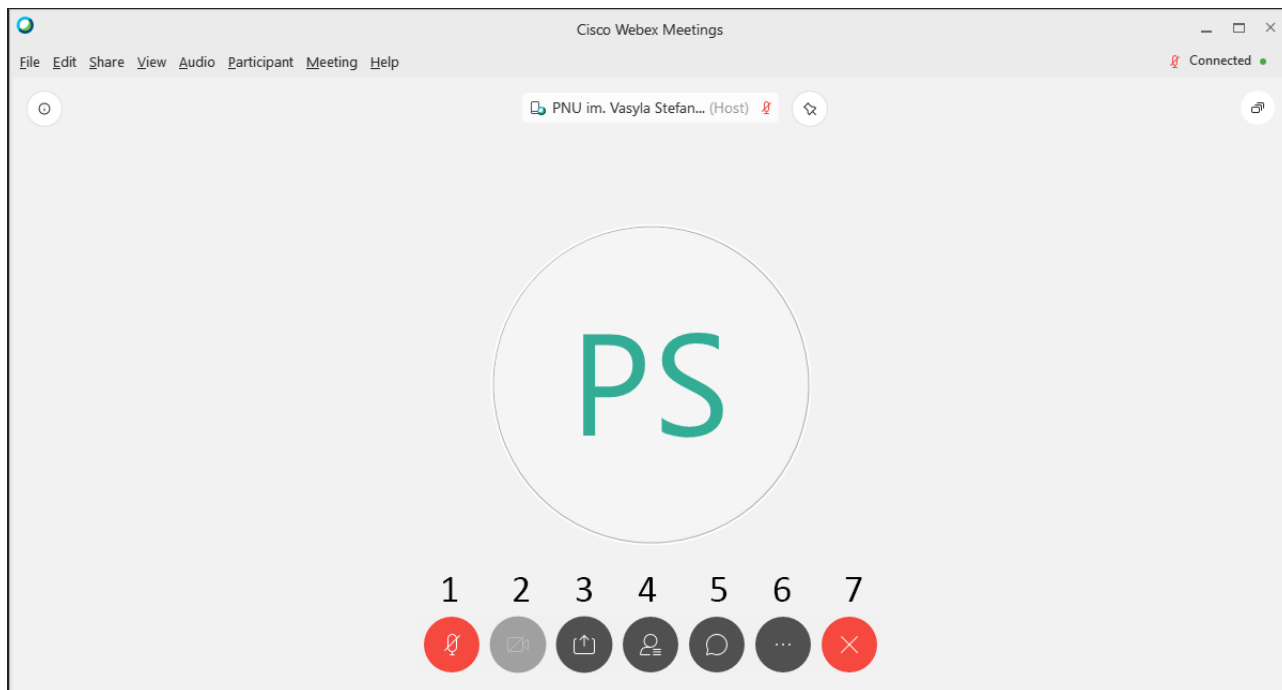 Cisco Webex Meetings
File Edit Share View Audio Participant Meeting Help
Connected
PNU im. Vasyla Stefan... (Host)
PS
1 2 3 4 5 6 7